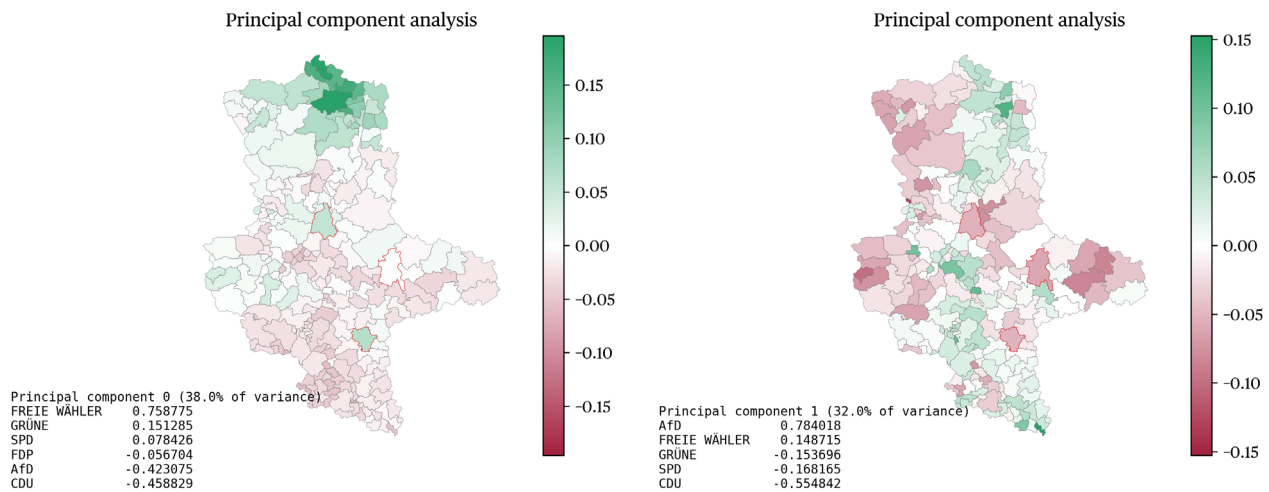 Principal component analysis
0.15
0.10
0.05
0.00
−0.05
−0.10
−0.15
Principal component 0 (38.0% of variance)
FREIE WÄHLER 0.758775
GRÜNE 0.151285
SPD 0.078426
FDP -0.056704
AfD -0.423075
CDU -0.458829
Principal component analysis
0.15
0.10
0.05
0.00
−0.05
−0.10
−0.15
Principal component 1 (32.0% of variance)
AfD 0.784018
FREIE WÄHLER 0.148715
GRÜNE -0.153696
SPD -0.168165
CDU -0.554842